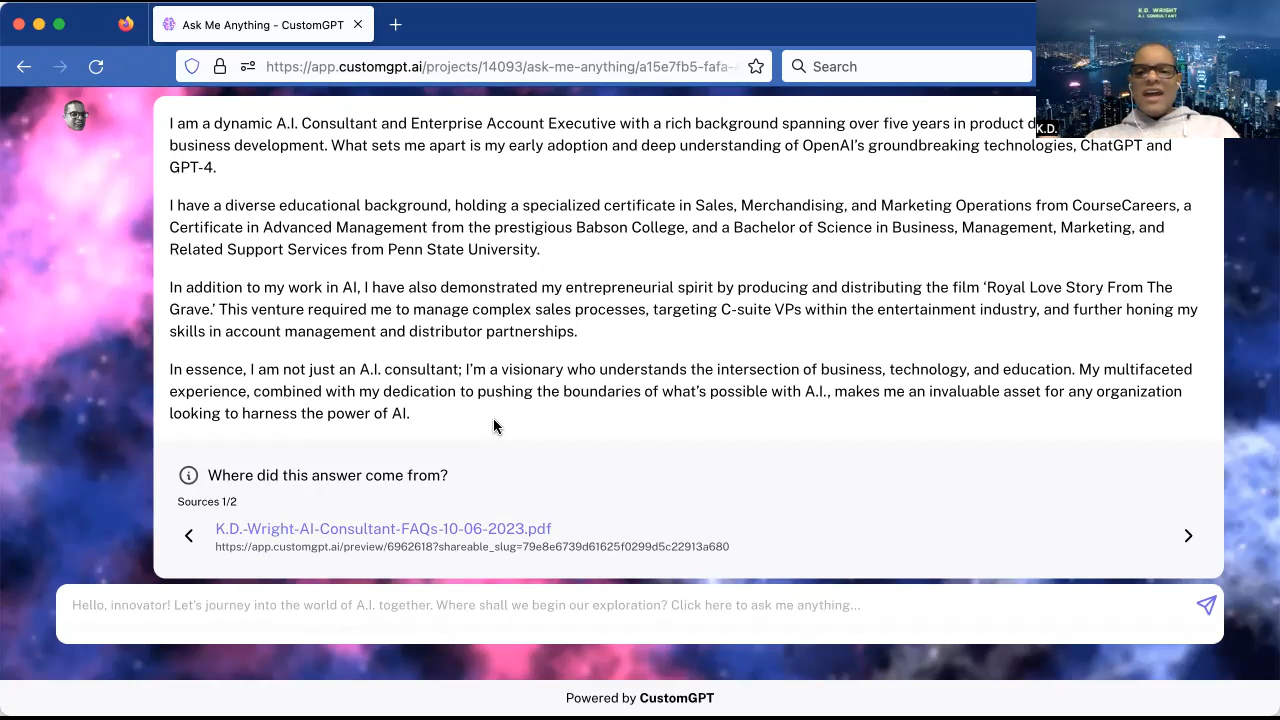 Ask Me Anything – CustomGPT
K.D. WRIGHT
A.I. CONSULTANT
https://app.customgpt.ai/projects/14093/ask-me-anything/a15e7fb5-fafa-
Search
K.D.
I am a dynamic A.I. Consultant and Enterprise Account Executive with a rich background spanning over five years in product d
business development. What sets me apart is my early adoption and deep understanding of OpenAI’s groundbreaking technologies, ChatGPT and
GPT-4.
I have a diverse educational background, holding a specialized certificate in Sales, Merchandising, and Marketing Operations from CourseCareers, a
Certificate in Advanced Management from the prestigious Babson College, and a Bachelor of Science in Business, Management, Marketing, and
Related Support Services from Penn State University.
In addition to my work in AI, I have also demonstrated my entrepreneurial spirit by producing and distributing the film ‘Royal Love Story From The
Grave.’ This venture required me to manage complex sales processes, targeting C-suite VPs within the entertainment industry, and further honing my
skills in account management and distributor partnerships.
In essence, I am not just an A.I. consultant; I’m a visionary who understands the intersection of business, technology, and education. My multifaceted
experience, combined with my dedication to pushing the boundaries of what’s possible with A.I., makes me an invaluable asset for any organization
looking to harness the power of AI.
Where did this answer come from?
Sources 1/2
K.D.-Wright-AI-Consultant-FAQs-10-06-2023.pdf
https://app.customgpt.ai/preview/6962618?shareable_slug=79e8e6739d61625f0299d5c22913a680
Hello, innovator! Let's journey into the world of A.I. together. Where shall we begin our exploration? Click here to ask me anything...
Powered by CustomGPT